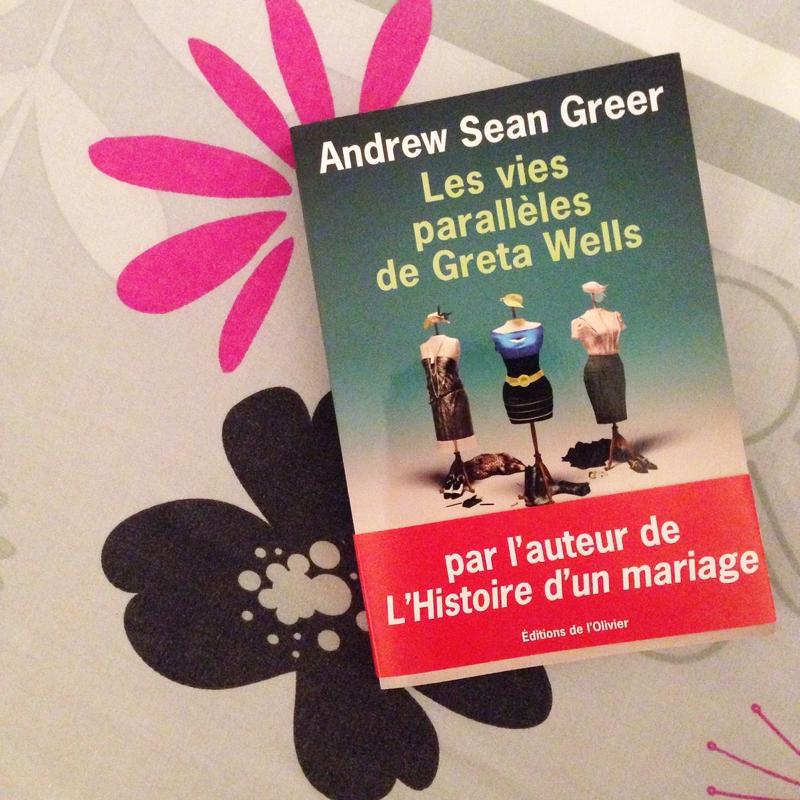 Andrew Sean Greer
Les vies
parallèles
de Greta Wells
par l'auteur de
L'Histoire d'un mariage
Éditions de l'Olivier